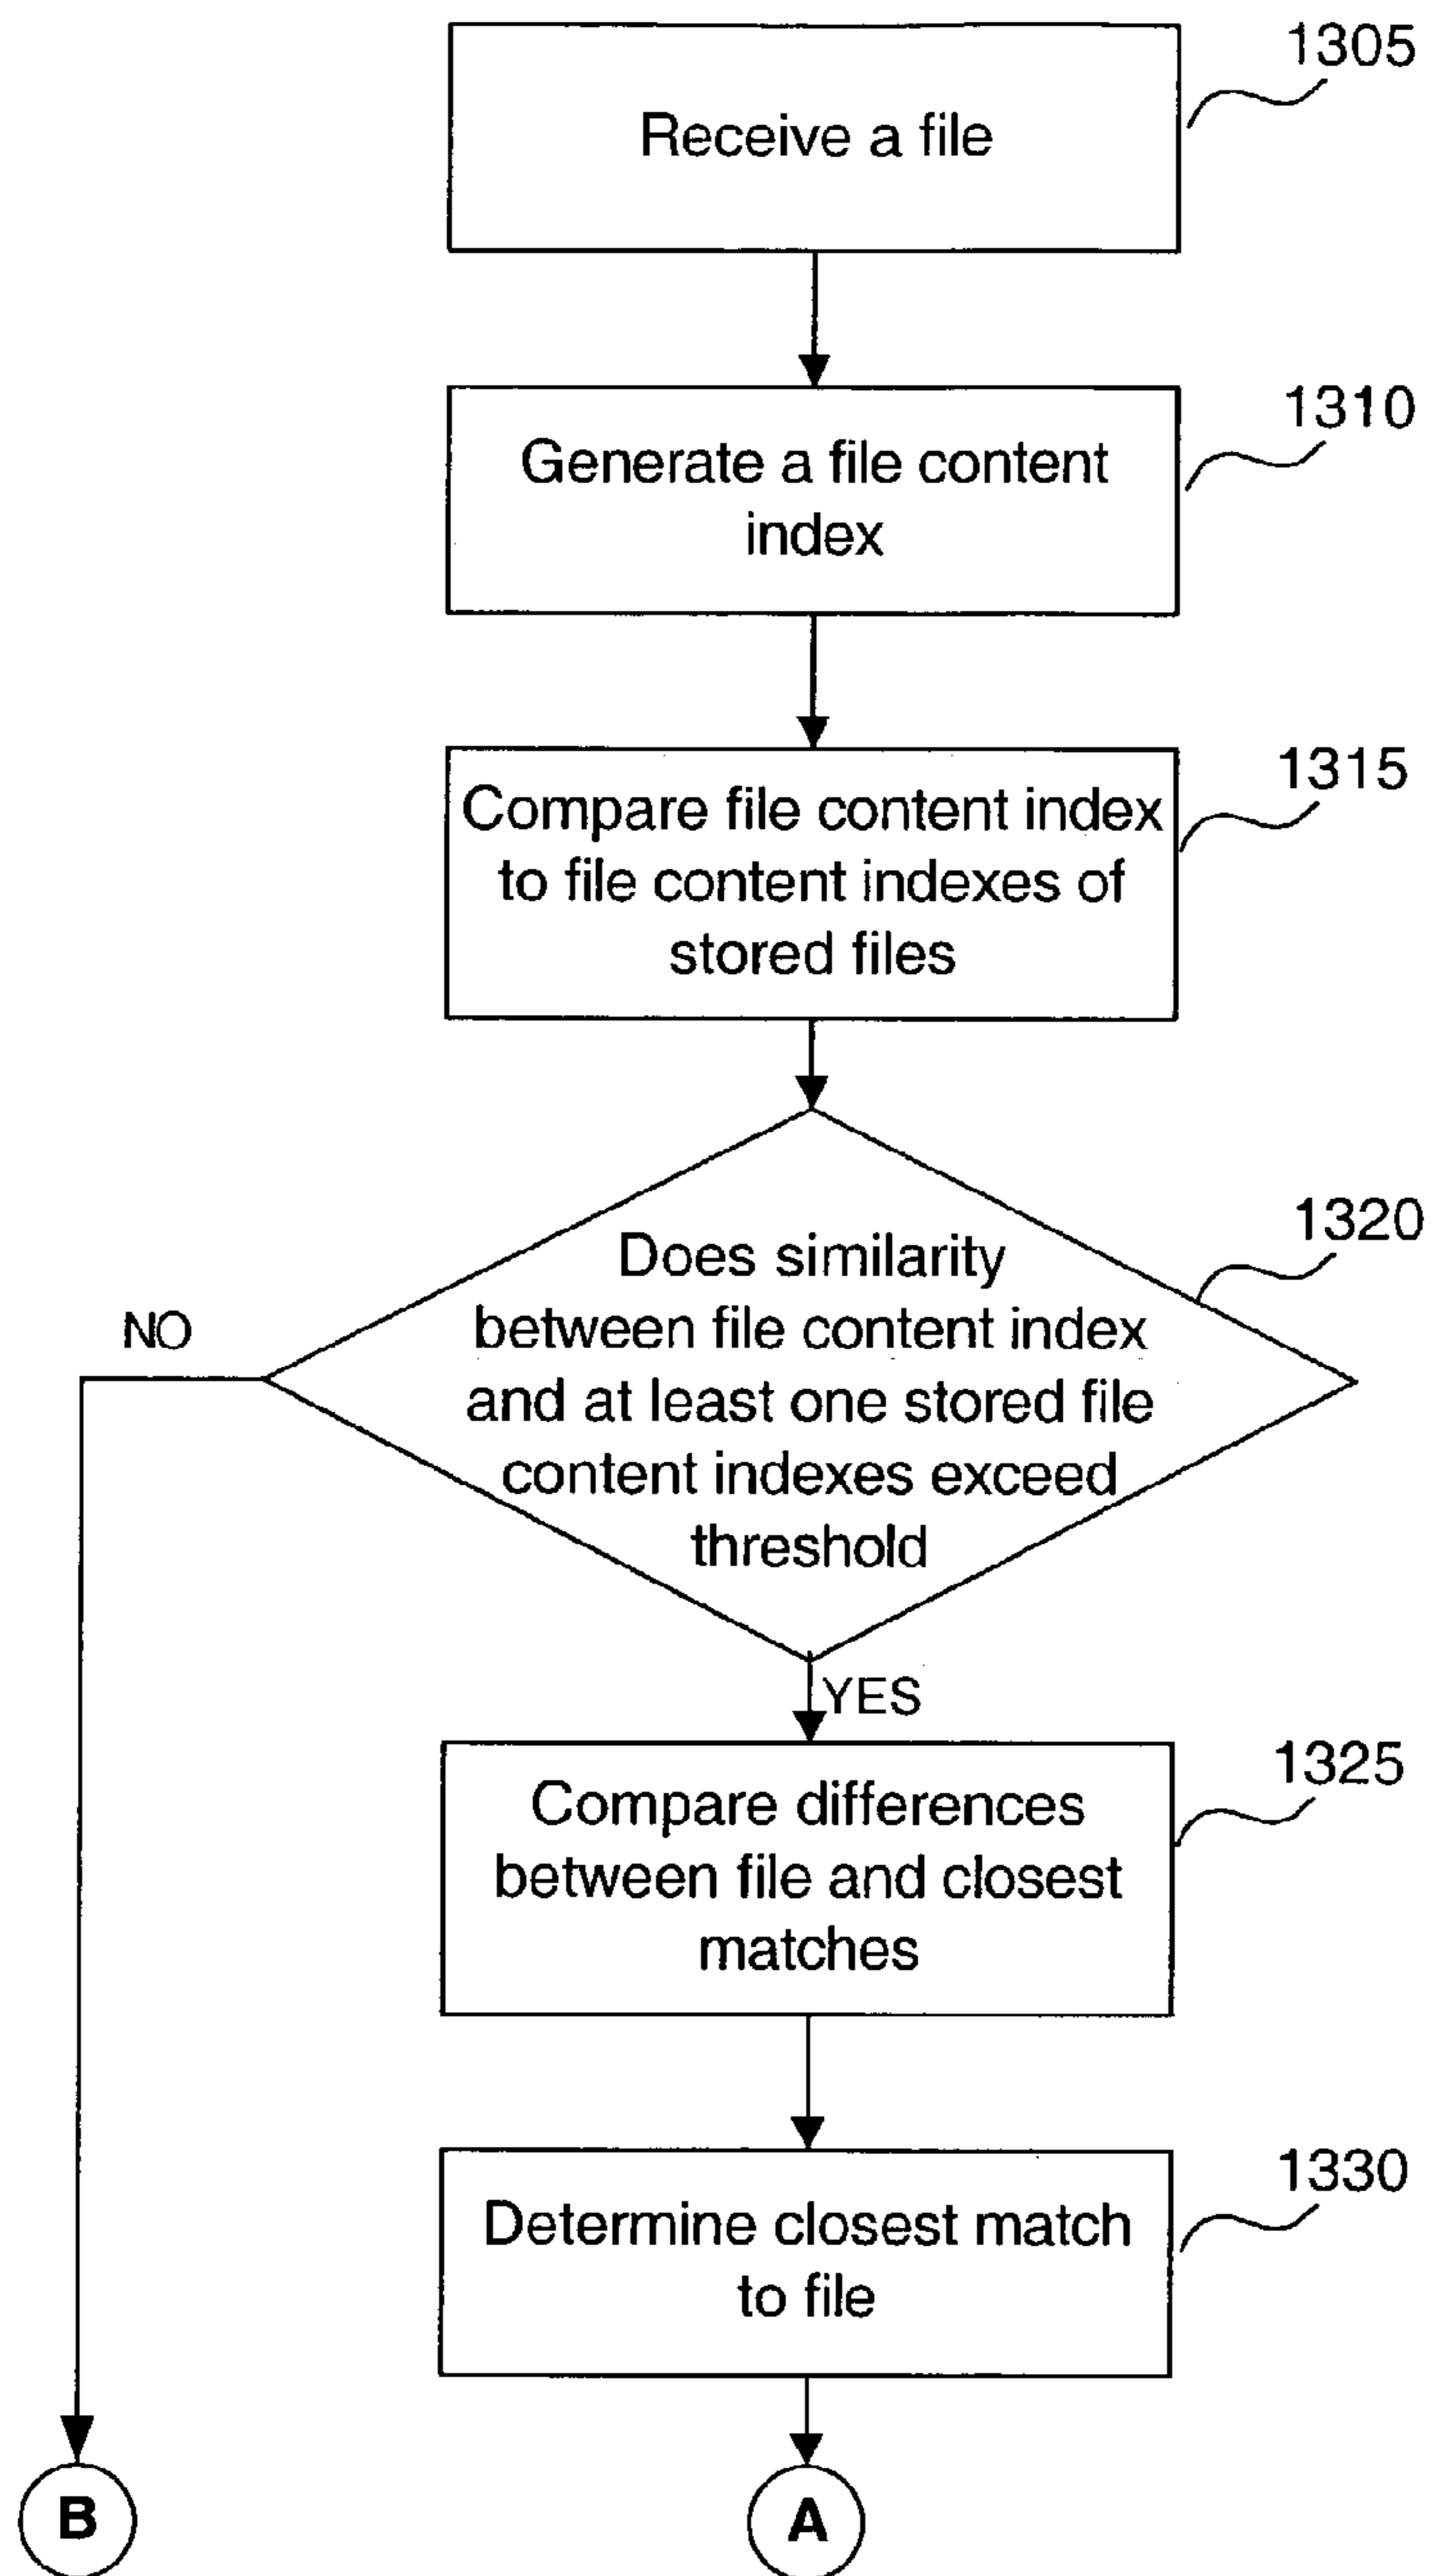 1305
Receive a file
1310
Generate a file content
index
1315
Compare file content index
to file content indexes of
stored files
1320
Does similarity
between file content index
and at least one stored file
content indexes exceed
threshold
NO
YES
1325
Compare differences
between file and closest
matches
1330
Determine closest match
to file
B
A